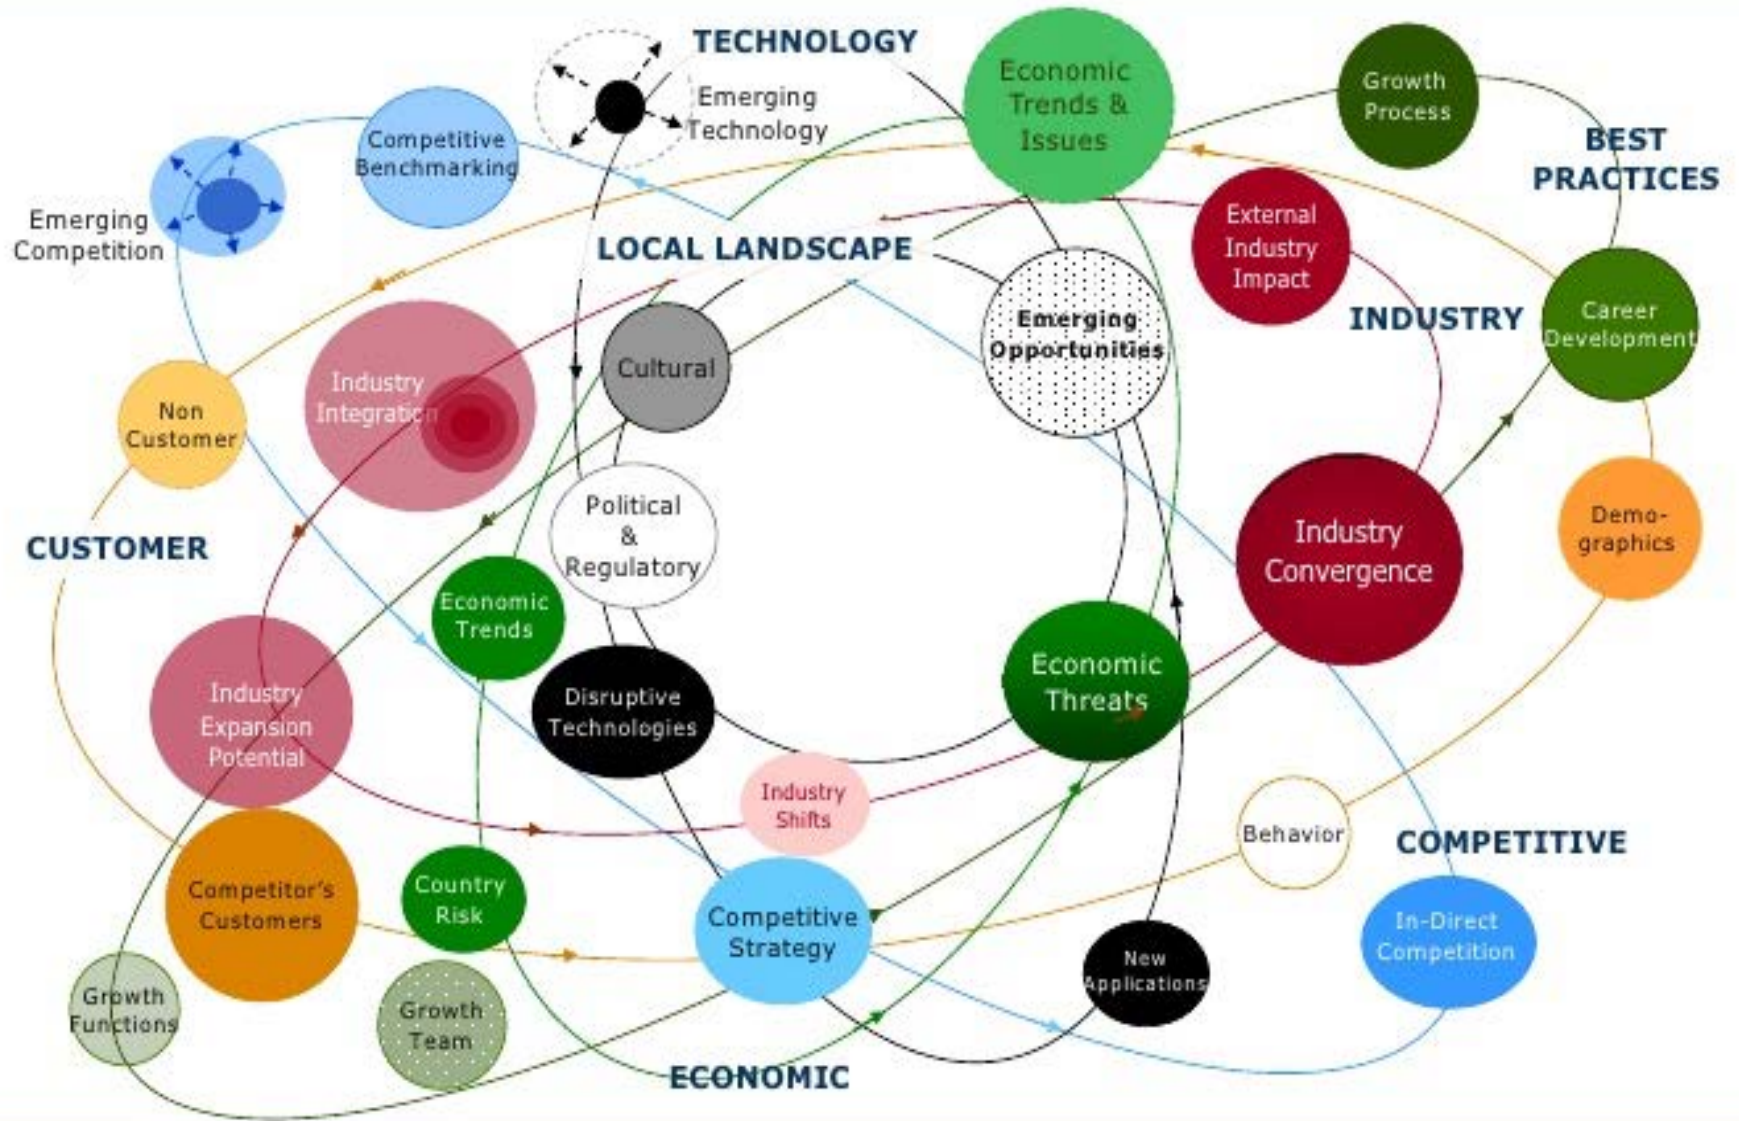 TECHNOLOGY
Emerging
Technology
Economic
Trends &
Issues
Growth
Process
BEST
PRACTICES
Competitive
Benchmarking
Emerging
Competition
LOCAL LANDSCAPE
External
Industry
Impact
INDUSTRY
Career
Development
Emerging
Opportunities
Cultural
Industry
Integration
Non
Customer
CUSTOMER
Political
&
Regulatory
Industry
Convergence
Demo-
graphics
Economic
Trends
Economic
Threats
Industry
Expansion
Potential
Disruptive
Technologies
Industry
Shifts
Behavior
COMPETITIVE
Competitor's
Customers
Country
Risk
Competitive
Strategy
In-Direct
Competition
New
Applications
Growth
Functions
Growth
Team
ECONOMIC